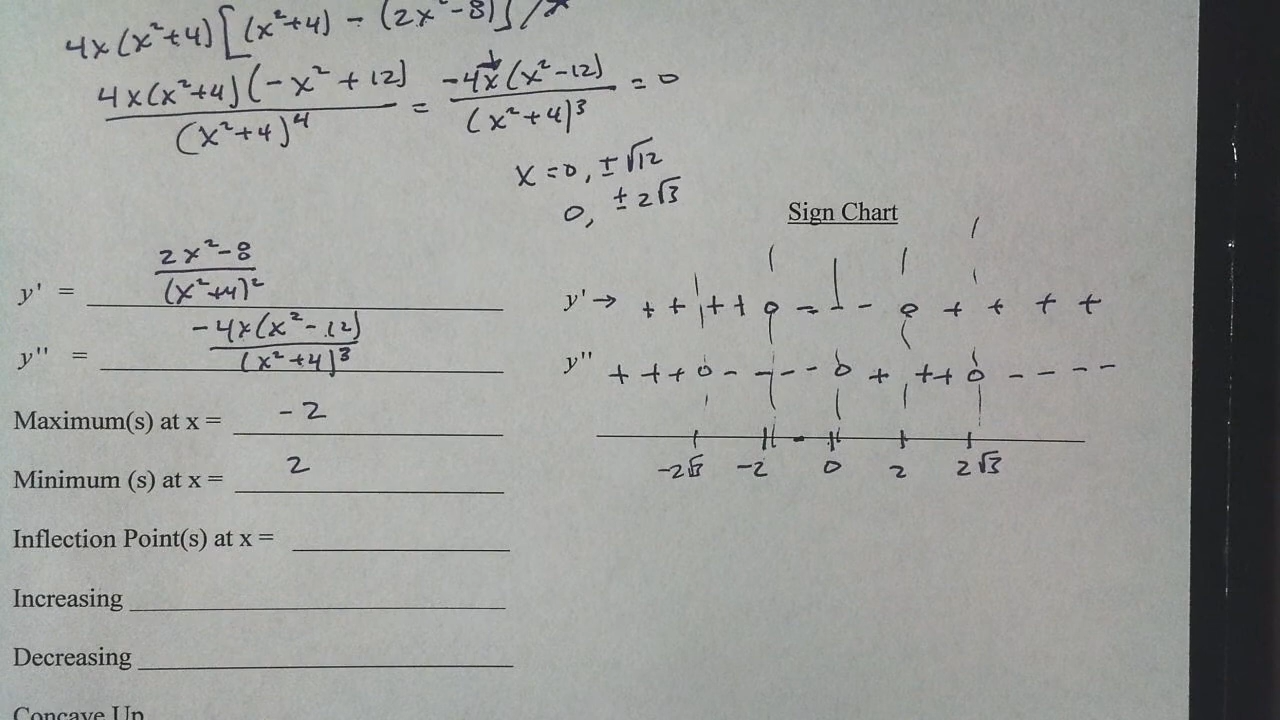 4x(x²+4)[(x²+4) - (2x²-8)]/
4x(x²+4)(-x²+12)/(x²+4)⁴ = -4x(x²-12)/(x²+4)³ = 0
x=0, ±√12
0, ±2√3
Sign Chart
y' = 2x²-8/(x²+4)²
y'→ + + + + 0 - - 0 + + + +
y'' = -4x(x²-12)/(x²+4)³
y'' + + + 0 - - - - 0 + + + 0 - - - -
Maximum(s) at x = -2
-2√3 -2 0 2 2√3
Minimum (s) at x = 2
Inflection Point(s) at x =
Increasing
Decreasing
Concave Up